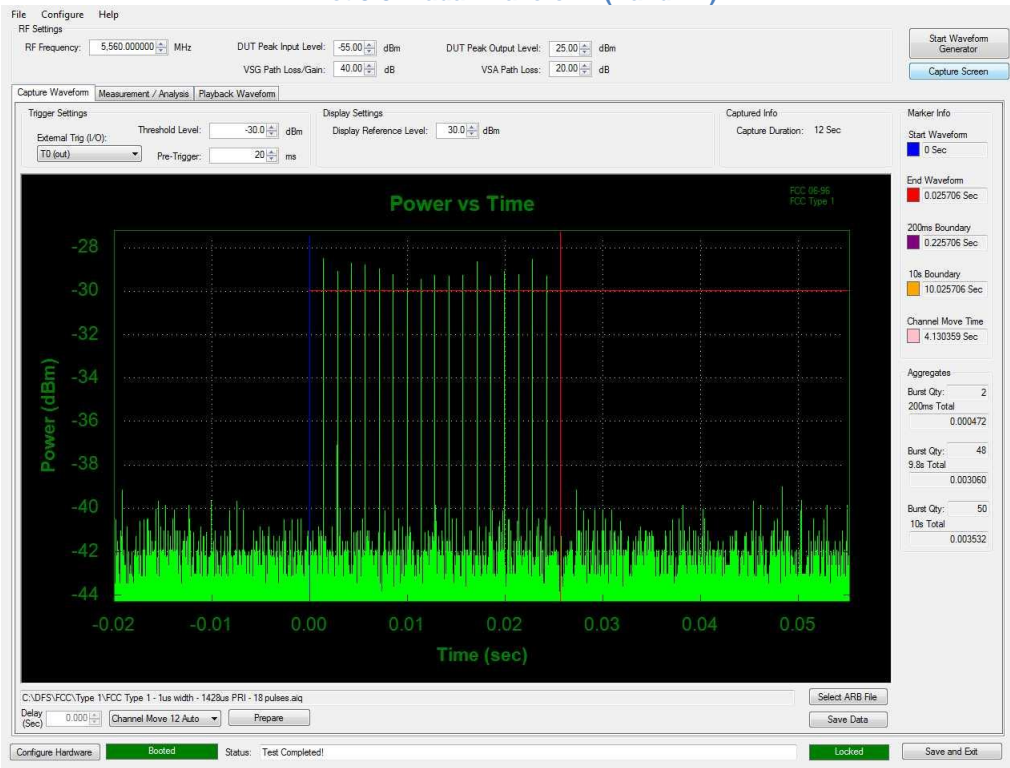 File Configure Help
RF Settings
RF Frequency: 5,560.000000 MHz DUT Peak Input Level: -55.00 dBm DUT Peak Output Level: 25.00 dBm
VSG Path Loss/Gain: 40.00 dB VSA Path Loss: 20.00 dB
Start Waveform Generator
Capture Screen
Capture Waveform Measurement / Analysis Playback Waveform
Trigger Settings
External Trig (I/O):
T0 (out)
Threshold Level: -30.0 dBm
Pre-Trigger: 20 ms
Display Settings
Display Reference Level: 30.0 dBm
Captured Info
Capture Duration: 12 Sec
Marker Info
Start Waveform
0 Sec
End Waveform
0.025706 Sec
200ms Boundary
0.225706 Sec
10s Boundary
10.025706 Sec
Channel Move Time
4.130359 Sec
Aggregates
Burst Qty: 2
200ms Total
0.000472
Burst Qty: 48
9.8s Total
0.003060
Burst Qty: 50
10s Total
0.003532
Power vs Time
FCC 06-96
FCC Type 1
Power (dBm)
-28
-30
-32
-34
-36
-38
-40
-42
-44
-0.02 -0.01 0.00 0.01 0.02 0.03 0.04 0.05
Time (sec)
C:\DFS\FCC\Type 1\FCC Type 1 - 1us width - 1428us PRI - 18 pulses.aiq
Select ARB File
Delay (Sec) 0.000 Channel Move 12 Auto Prepare
Save Data
Configure Hardware Booted Status: Test Completed! Locked Save and Exit